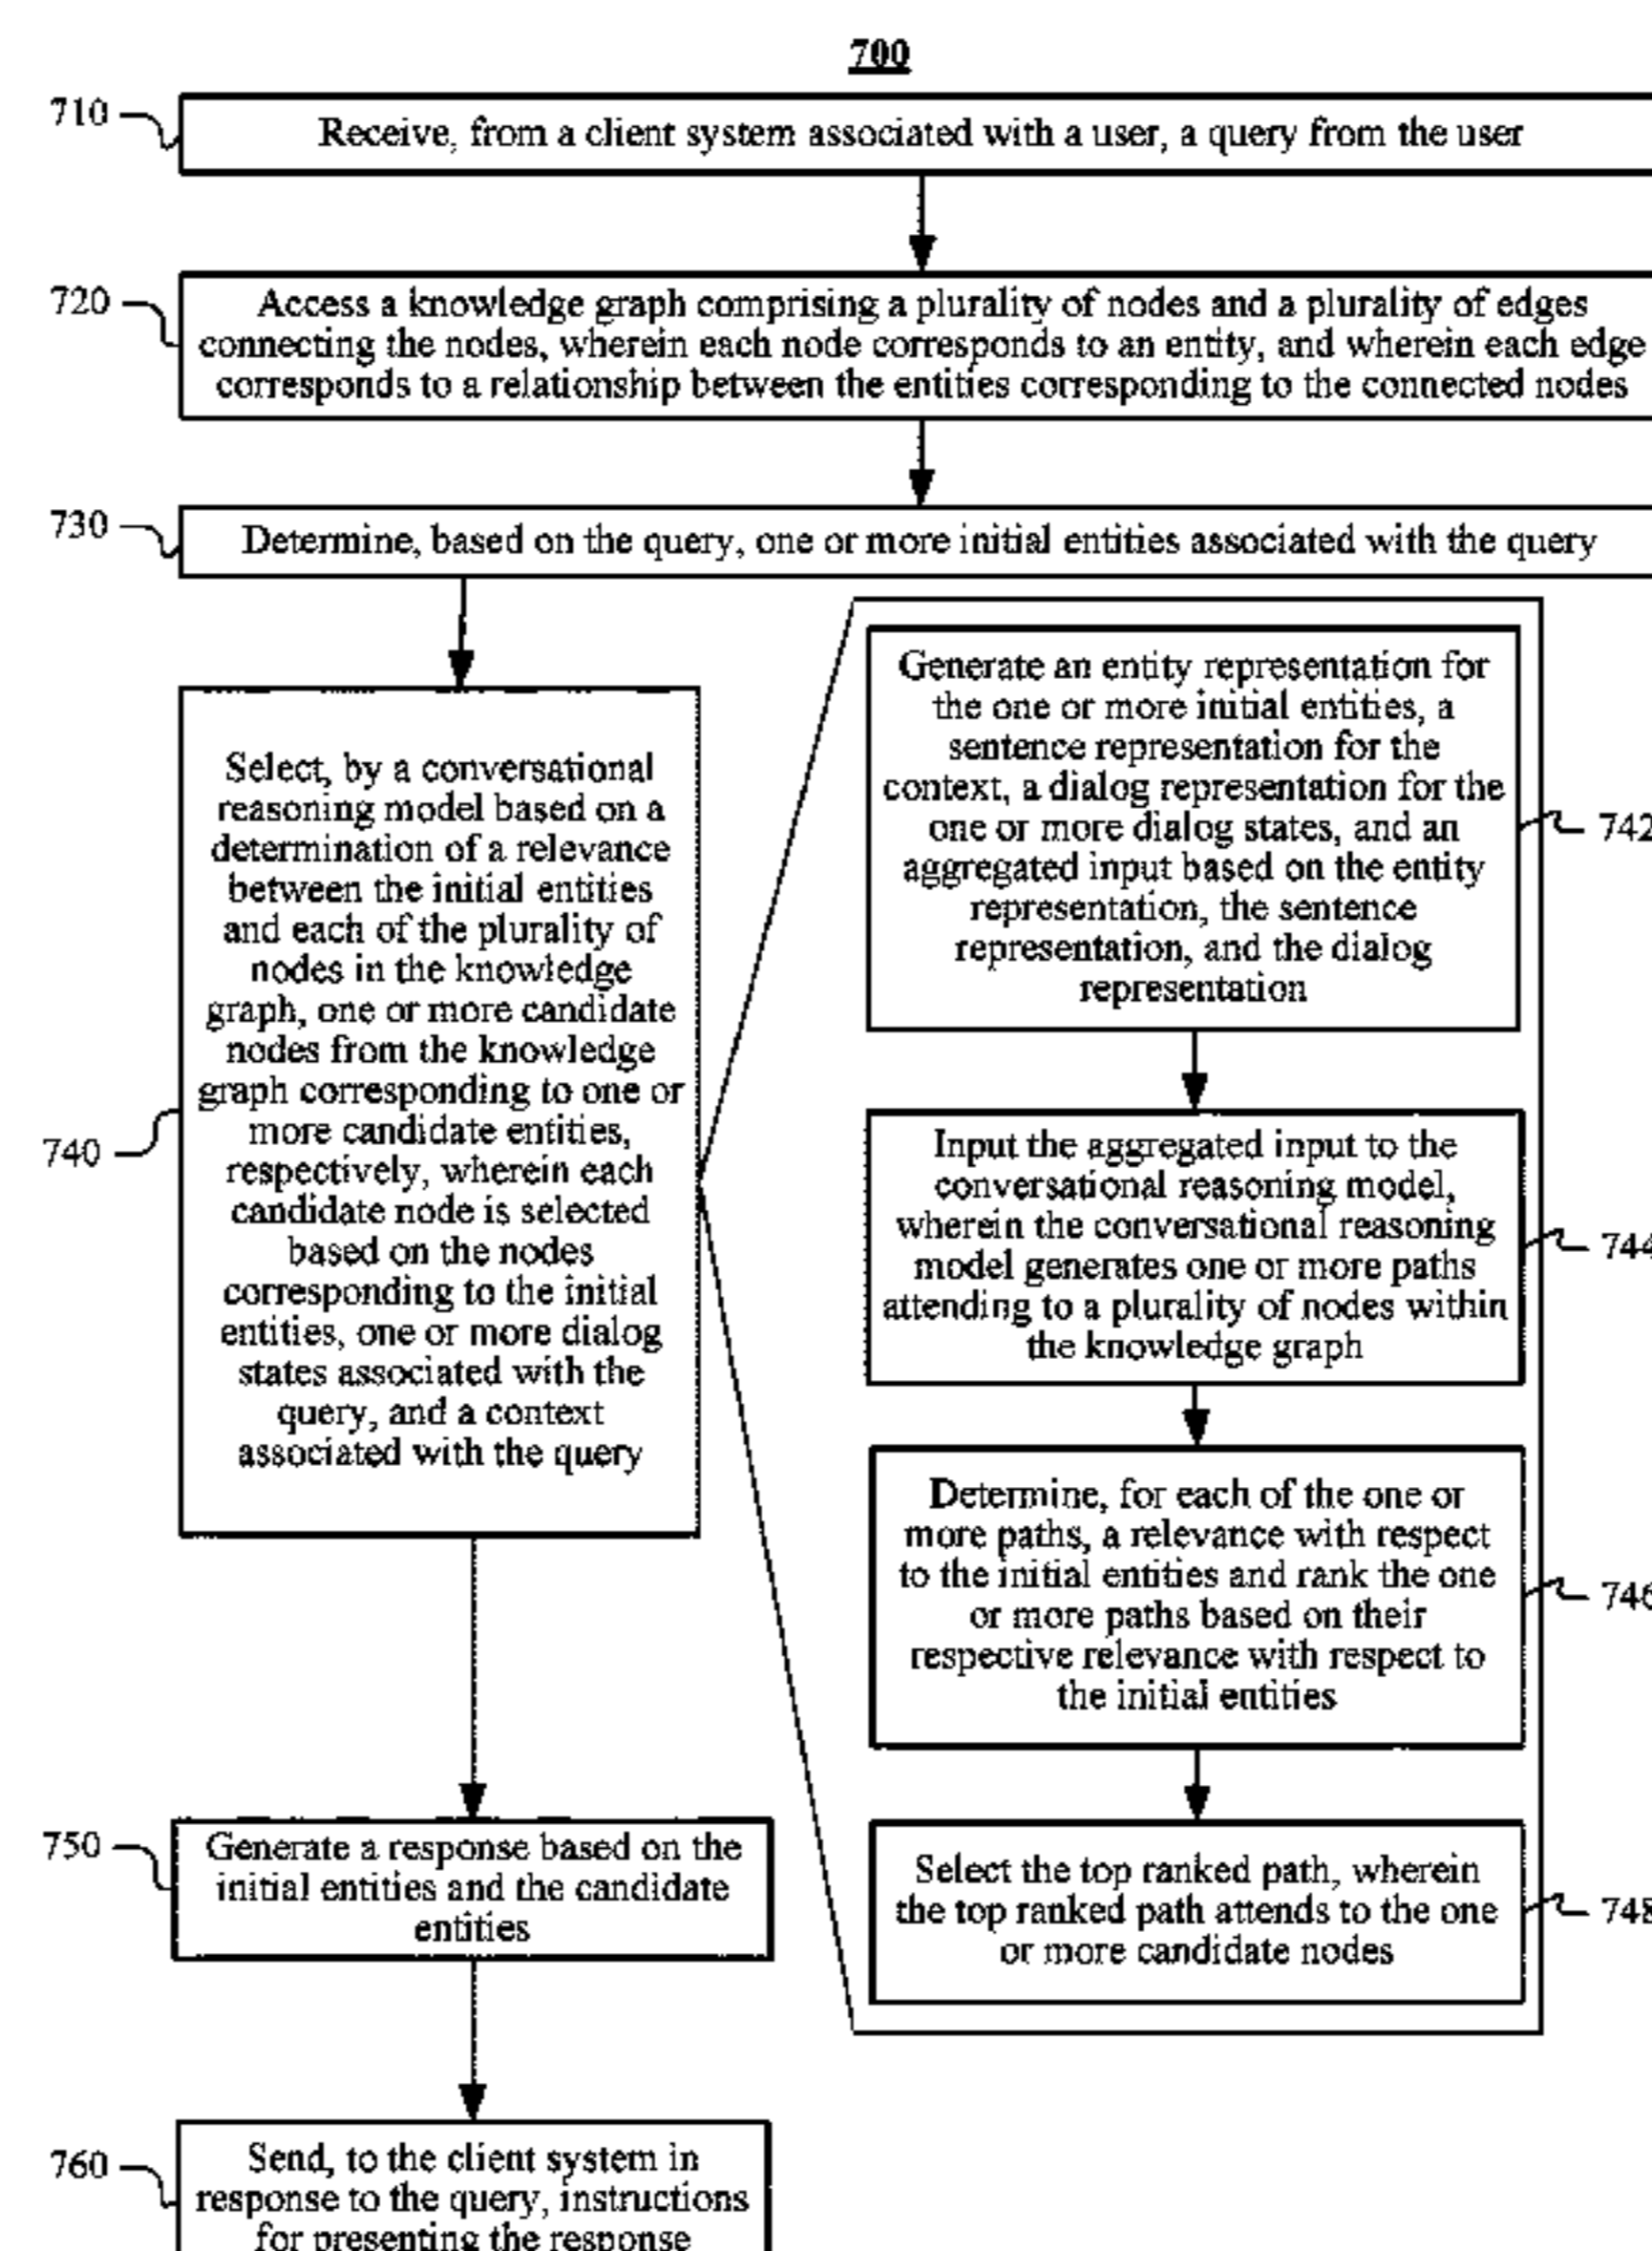 700
710
Receive, from a client system associated with a user, a query from the user
720
Access a knowledge graph comprising a plurality of nodes and a plurality of edges
connecting the nodes, wherein each node corresponds to an entity, and wherein each edge
corresponds to a relationship between the entities corresponding to the connected nodes
730
Determine, based on the query, one or more initial entities associated with the query
740
Select, by a conversational
reasoning model based on a
determination of a relevance
between the initial entities
and each of the plurality of
nodes in the knowledge
graph, one or more candidate
nodes from the knowledge
graph corresponding to one or
more candidate entities,
respectively, wherein each
candidate node is selected
based on the nodes
corresponding to the initial
entities, one or more dialog
states associated with the
query, and a context
associated with the query
Generate an entity representation for
the one or more initial entities, a
sentence representation for the
context, a dialog representation for the
one or more dialog states, and an
aggregated input based on the entity
representation, the sentence
representation, and the dialog
representation
742
Input the aggregated input to the
conversational reasoning model,
wherein the conversational reasoning
model generates one or more paths
attending to a plurality of nodes within
the knowledge graph
744
Determine, for each of the one or
more paths, a relevance with respect
to the initial entities and rank the one
or more paths based on their
respective relevance with respect to
the initial entities
746
Select the top ranked path, wherein
the top ranked path attends to the one
or more candidate nodes
748
750
Generate a response based on the
initial entities and the candidate
entities
760
Send, to the client system in
response to the query, instructions
for presenting the response